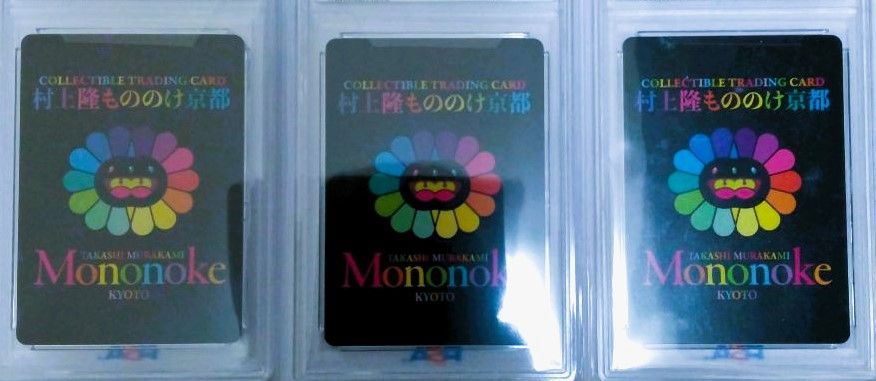 COLLECTIBLE TRADING CARD
村上隆もののけ京都
TAKASHI MURAKAMI
Mononoke
KYOTO
COLLECTIBLE TRADING CARD
村上隆もののけ京都
TAKASHI MURAKAMI
Mononoke
KYOTO
COLLECTIBLE TRADING CARD
村上隆もののけ京都
TAKASHI MURAKAMI
Mononoke
KYOTO